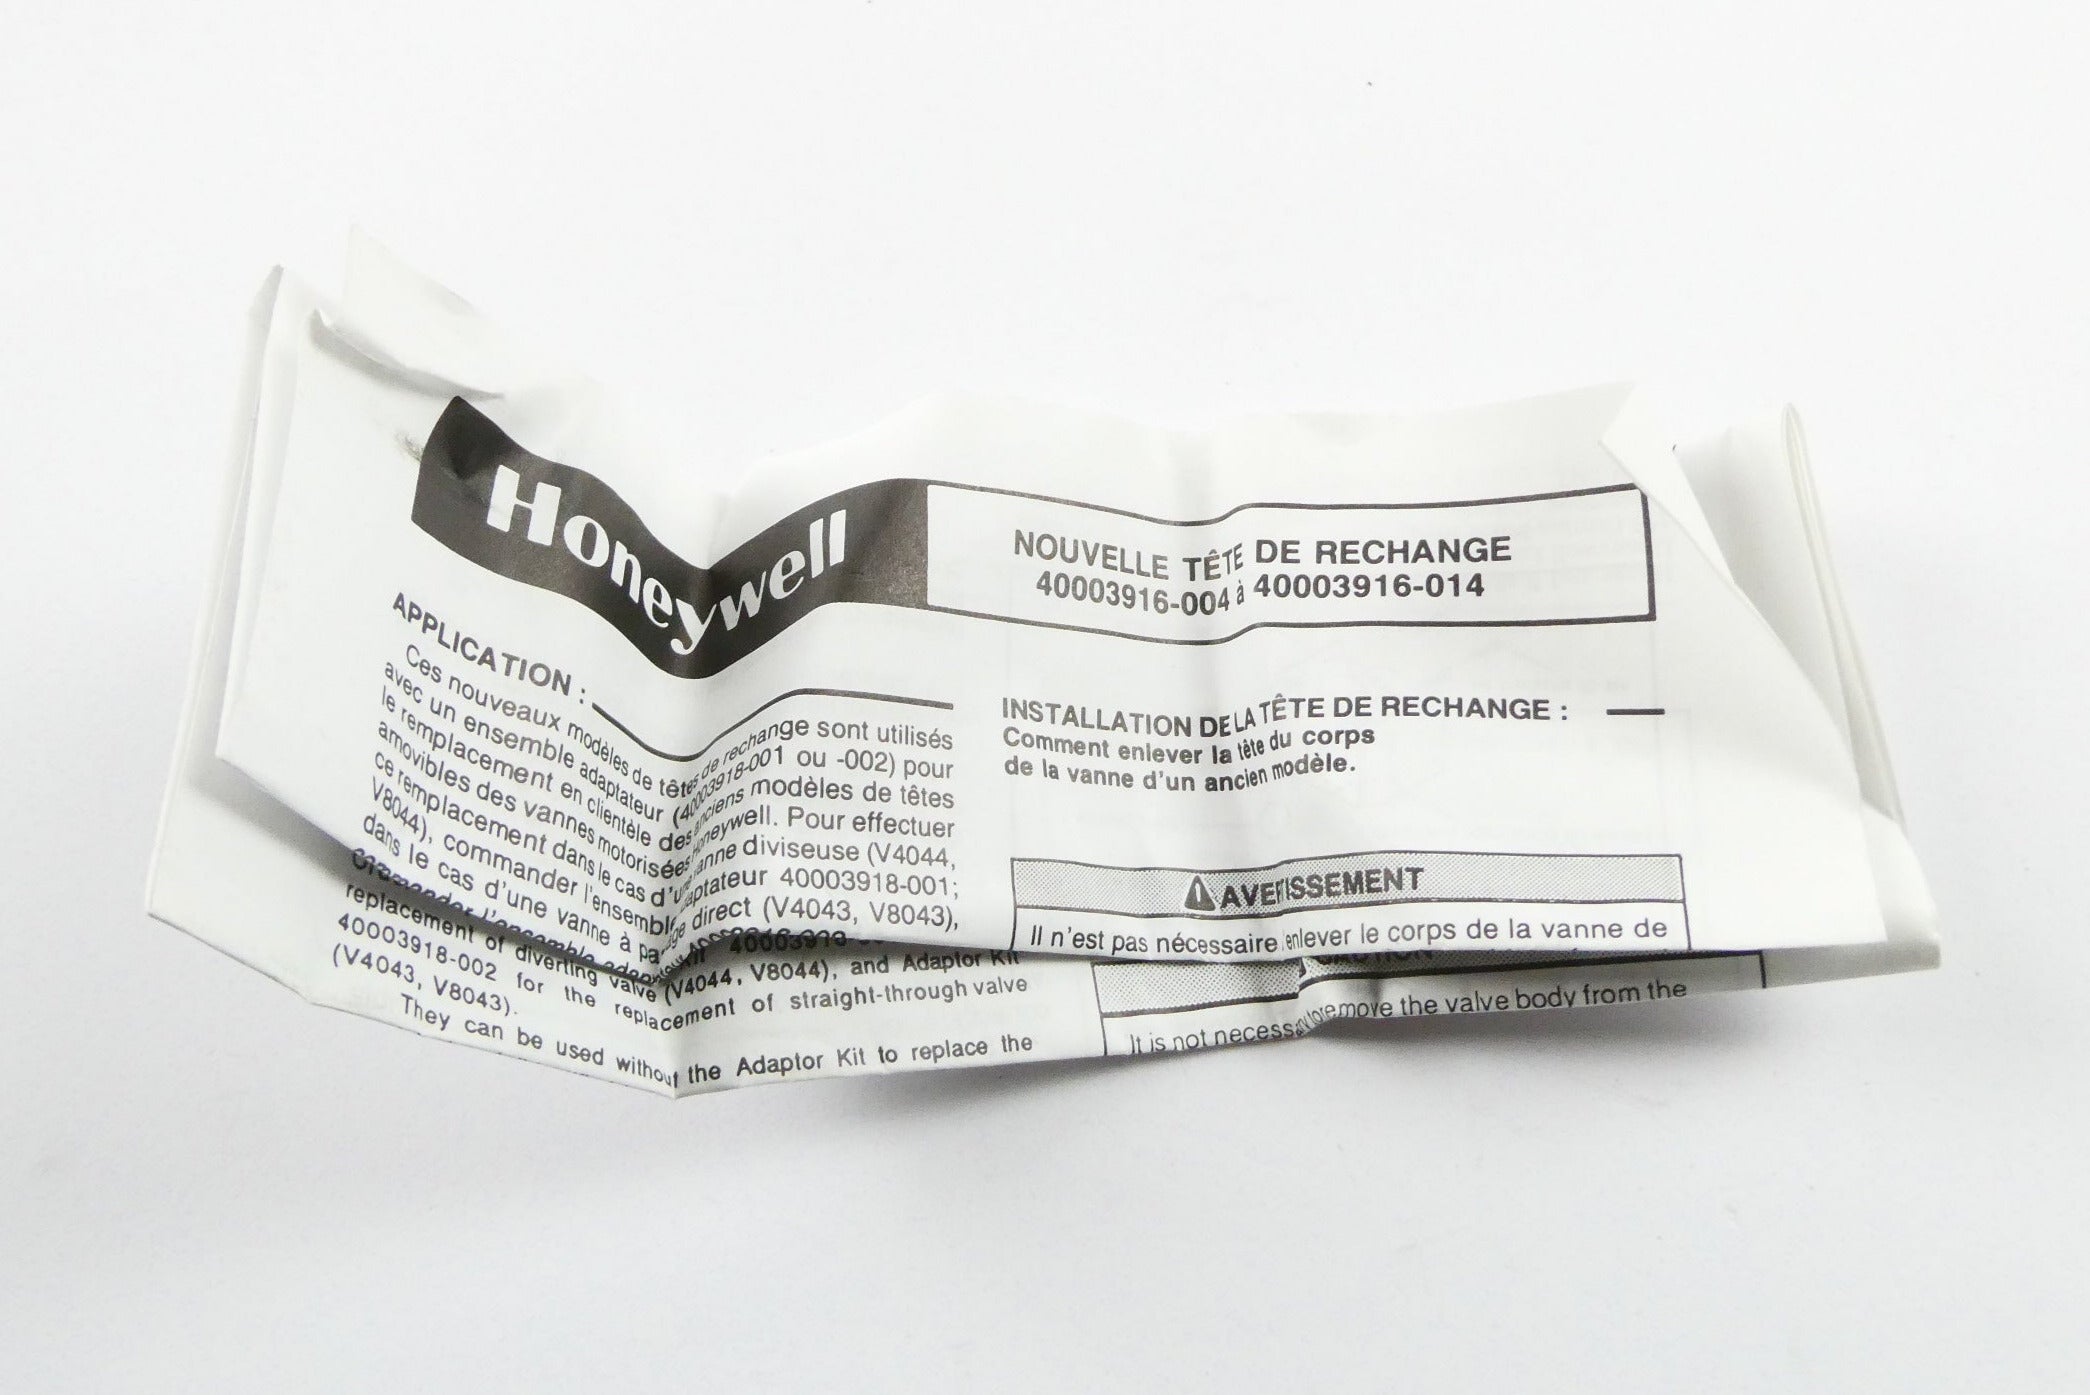 Honeywell
NOUVELLE TÊTE DE RECHANGE
40003916-004 à 40003916-014
APPLICATION :
Ces nouveaux modèles de têtes de rechange sont utilisés
avec un ensemble adaptateur (40003918-001 ou -002) pour
le remplacement en clientèle des anciens modèles de têtes
amovibles des vannes motorisées Honeywell. Pour effectuer
ce remplacement dans le cas d'une vanne diviseuse (V4044,
V8044), commander l'ensemble adaptateur 40003918-001;
dans le cas d'une vanne à passage direct (V4043, V8043),
commander l'ensemble
INSTALLATION DE LA TÊTE DE RECHANGE :
Comment enlever la tête du corps
de la vanne d'un ancien modèle.
AVERTISSEMENT
Il n'est pas nécessaire enlever le corps de la vanne de
replacement of diverting valve (V4044, V8044), and Adaptor Kit
40003918-002 for the replacement of straight-through valve
(V4043, V8043).
They can be used without the Adaptor Kit to replace the
CAUTION
It is not necessary to remove the valve body from the